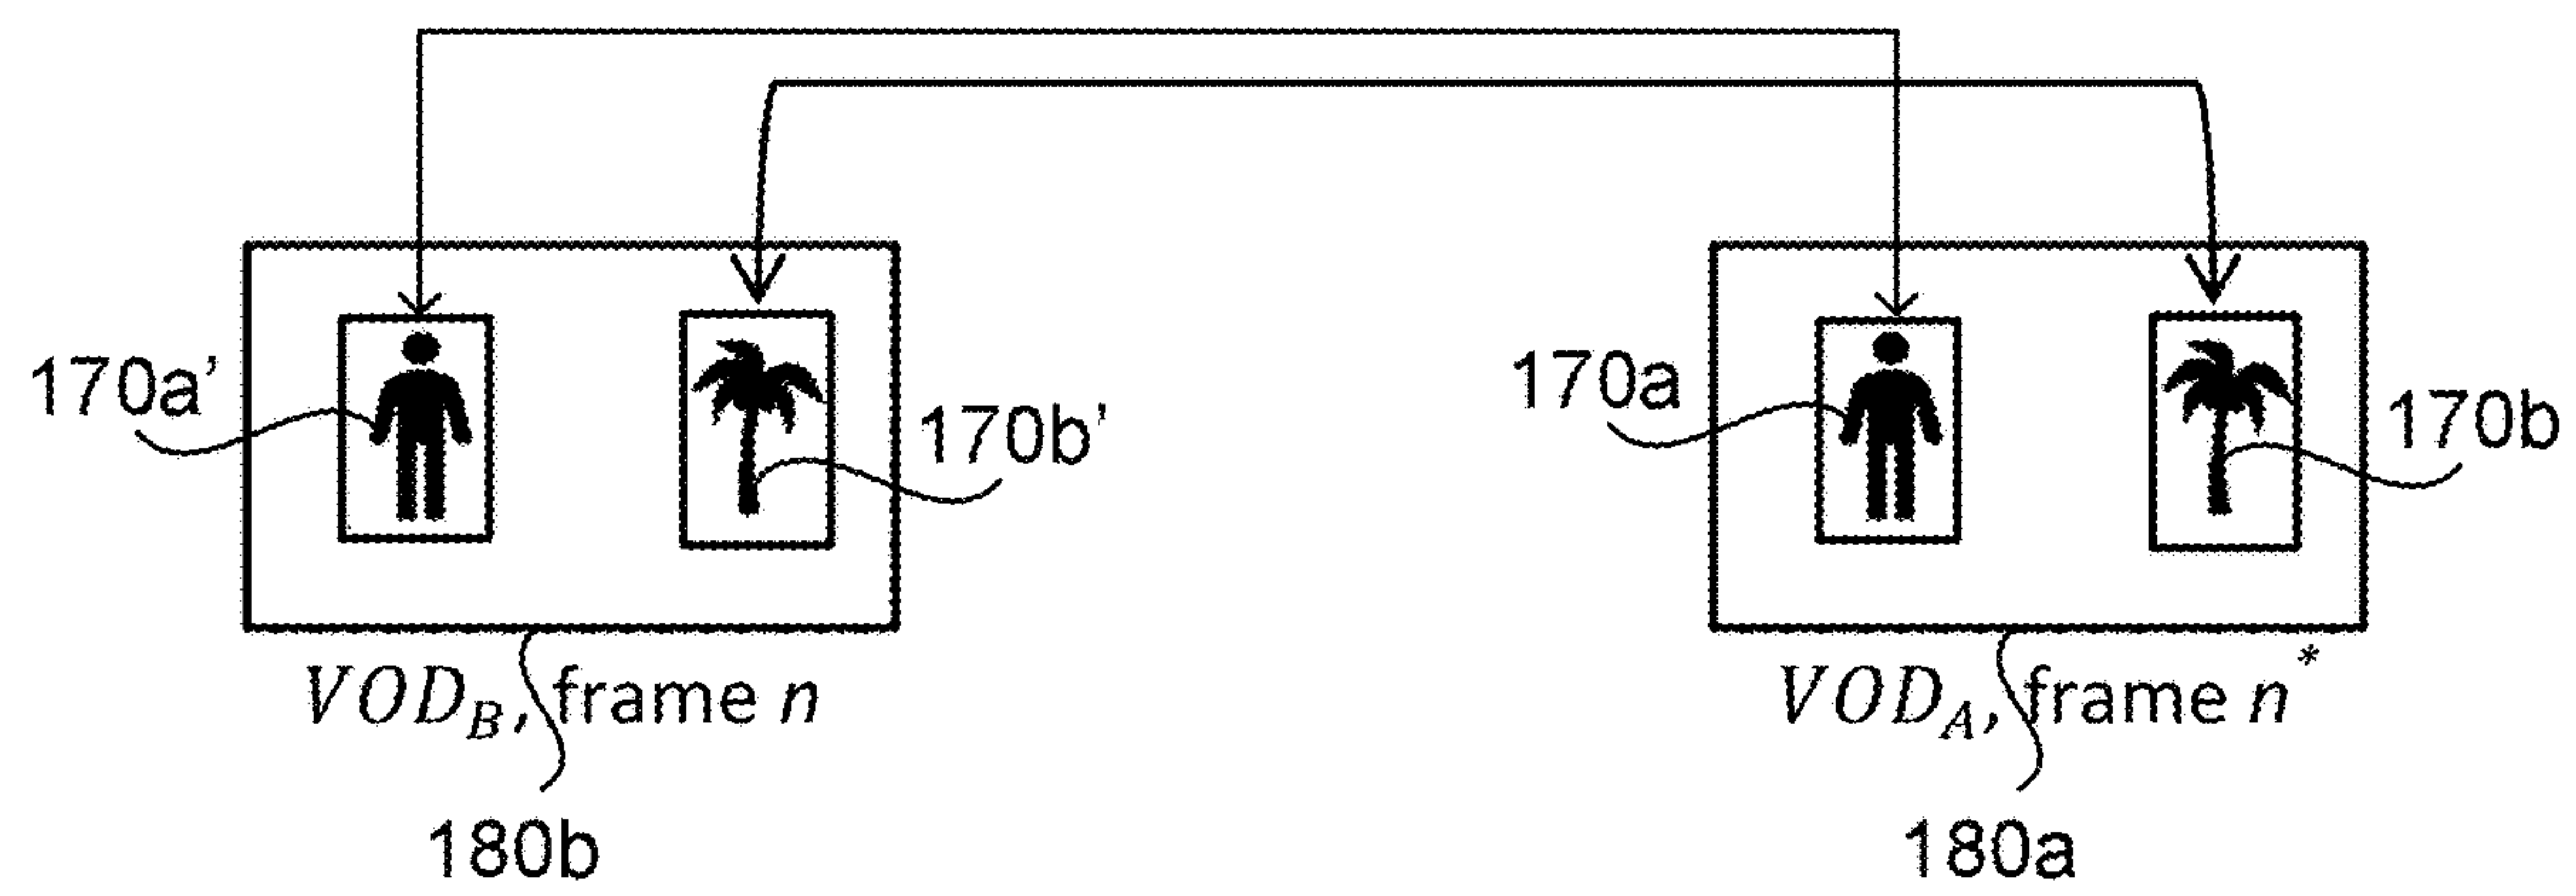 170a’
170b’
170a
170b
VOD_B, frame n
VOD_A, frame n*
180b
180a